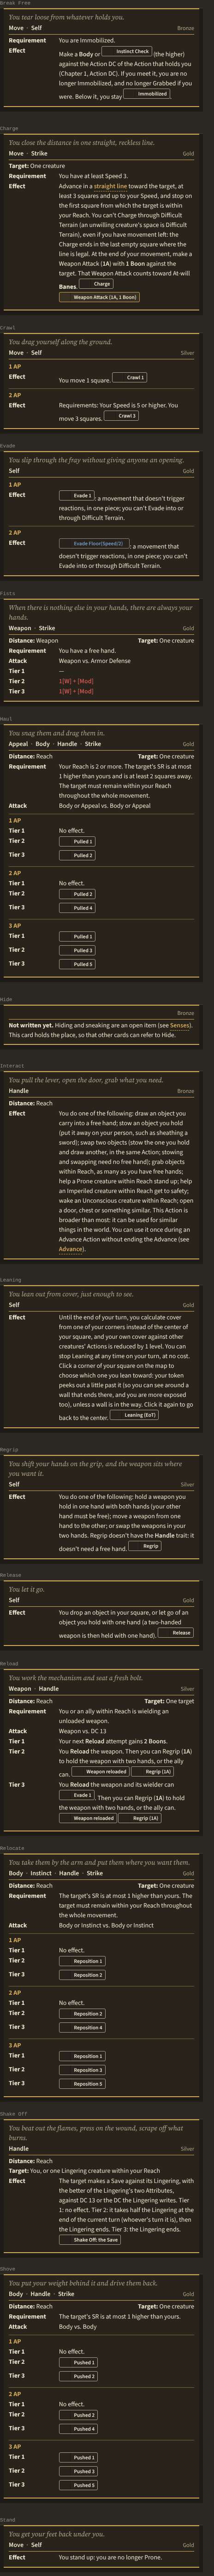 Break Free
You tear loose from whatever holds you.
Move · Self
Bronze
Requirement
You are Immobilized.
Effect
Make a Body or Instinct Check (the higher)
against the Action DC of the Action that holds you
(Chapter 1, Action DC). If you meet it, you are no
longer Immobilized, and no longer Grabbed if you
were. Below it, you stay Immobilized.
Charge
You close the distance in one straight, reckless line.
Move · Strike
Gold
Target: One creature
Requirement
You have at least Speed 3.
Effect
Advance in a straight line toward the target, at
least 3 squares and up to your Speed, and stop on
the first square from which the target is within
your Reach. You can't Charge through Difficult
Terrain (an unwilling creature's space is Difficult
Terrain), even if you have movement left: the
Charge ends in the last empty square where the
line is legal. At the end of your movement, make a
Weapon Attack (1A) with 1 Boon against the
target. That Weapon Attack counts toward At-will
Banes. Charge
Weapon Attack (1A, 1 Boon)
Crawl
You drag yourself along the ground.
Move · Self
Silver
1 AP
Effect
You move 1 square. Crawl 1
2 AP
Effect
Requirements: Your Speed is 5 or higher. You
move 3 squares. Crawl 3
Evade
You slip through the fray without giving anyone an opening.
Self
Gold
1 AP
Effect
Evade 1: a movement that doesn't trigger
reactions, in one piece; you can't Evade into or
through Difficult Terrain.
2 AP
Effect
Evade Floor(Speed/2): a movement that
doesn't trigger reactions, in one piece; you can't
Evade into or through Difficult Terrain.
Fists
When there is nothing else in your hands, there are always your
hands.
Weapon · Strike
Gold
Distance: Weapon
Target: One creature
Requirement
You have a free hand.
Attack
Weapon vs. Armor Defense
Tier 1
—
Tier 2
1[W] + [Mod]
Tier 3
1[W] + [Mod]
Haul
You snag them and drag them in.
Appeal · Body · Handle · Strike
Gold
Distance: Reach
Target: One creature
Requirement
Your Reach is 2 or more. The target's SR is at most
1 higher than yours and is at least 2 squares away.
The target must remain within your Reach
throughout the whole movement.
Attack
Body or Appeal vs. Body or Appeal
1 AP
Tier 1
No effect.
Tier 2
Pulled 1
Tier 3
Pulled 2
2 AP
Tier 1
No effect.
Tier 2
Pulled 2
Tier 3
Pulled 4
3 AP
Tier 1
Pulled 1
Tier 2
Pulled 3
Tier 3
Pulled 5
Hide
Bronze
Not written yet. Hiding and sneaking are an open item (see Senses).
This card holds the place, so that other cards can refer to Hide.
Interact
You pull the lever, open the door, grab what you need.
Handle
Bronze
Distance: Reach
Effect
You do one of the following: draw an object you
carry into a free hand; stow an object you hold
(put it away on your person, such as sheathing a
sword); swap two objects (stow the one you hold
and draw another, in the same Action; stowing
and swapping need no free hand); grab objects
within Reach, as many as you have free hands;
help a Prone creature within Reach stand up; help
an Imperiled creature within Reach get to safety;
wake an Unconscious creature within Reach; open
a door, chest or something similar. This Action is
broader than most: it can be used for similar
things in the world. You can use it once during an
Advance Action without ending the Advance (see
Advance).
Leaning
You lean out from cover, just enough to see.
Self
Gold
Effect
Until the end of your turn, you calculate cover
from one of your corners instead of the center of
your square, and your own cover against other
creatures' Actions is reduced by 1 level. You can
stop Leaning at any time on your turn, at no cost.
Click a corner of your square on the map to
choose which one you lean toward: your token
peeks out a little past it (so you can see around a
wall that ends there, and you are more exposed
too), unless a wall is in the way. Click it again to go
back to the center. Leaning (EoT)
Regrip
You shift your hands on the grip, and the weapon sits where
you want it.
Self
Silver
Effect
You do one of the following: hold a weapon you
hold in one hand with both hands (your other
hand must be free); move a weapon from one
hand to the other; or swap the weapons in your
two hands. Regrip doesn't have the Handle trait: it
doesn't need a free hand. Regrip
Release
You let it go.
Self
Gold
Effect
You drop an object in your square, or let go of an
object you hold with one hand (a two-handed
weapon is then held with one hand). Release
Reload
You work the mechanism and seat a fresh bolt.
Weapon · Handle
Silver
Distance: Reach
Target: One target
Requirement
You or an ally within Reach is wielding an
unloaded weapon.
Attack
Weapon vs. DC 13
Tier 1
Your next Reload attempt gains 2 Boons.
Tier 2
You Reload the weapon. Then you can Regrip (1A)
to hold the weapon with two hands, or the ally
can. Weapon reloaded Regrip (1A)
Tier 3
You Reload the weapon and its wielder can
Evade 1. Then you can Regrip (1A) to hold
the weapon with two hands, or the ally can.
Weapon reloaded Regrip (1A)
Relocate
You take them by the arm and put them where you want them.
Body · Instinct · Handle · Strike
Gold
Distance: Reach
Target: One creature
Requirement
The target's SR is at most 1 higher than yours. The
target must remain within your Reach throughout
the whole movement.
Attack
Body or Instinct vs. Body or Instinct
1 AP
Tier 1
No effect.
Tier 2
Reposition 1
Tier 3
Reposition 2
2 AP
Tier 1
No effect.
Tier 2
Reposition 2
Tier 3
Reposition 4
3 AP
Tier 1
Reposition 1
Tier 2
Reposition 3
Tier 3
Reposition 5
Shake Off
You beat out the flames, press on the wound, scrape off what
burns.
Handle
Silver
Distance: Reach
Target: You, or one Lingering creature within your Reach
Effect
The target makes a Save against its Lingering, with
the better of the Lingering's two Attributes,
against DC 13 or the DC the Lingering writes. Tier
1: no effect. Tier 2: it takes half the Lingering at the
end of the current turn (whoever's turn it is), then
the Lingering ends. Tier 3: the Lingering ends.
Shake Off: the Save
Shove
You put your weight behind it and drive them back.
Body · Handle · Strike
Gold
Distance: Reach
Target: One creature
Requirement
The target's SR is at most 1 higher than yours.
Attack
Body vs. Body
1 AP
Tier 1
No effect.
Tier 2
Pushed 1
Tier 3
Pushed 2
2 AP
Tier 1
No effect.
Tier 2
Pushed 2
Tier 3
Pushed 4
3 AP
Tier 1
Pushed 1
Tier 2
Pushed 3
Tier 3
Pushed 5
Stand
You get your feet back under you.
Move · Self
Gold
Effect
You stand up: you are no longer Prone.